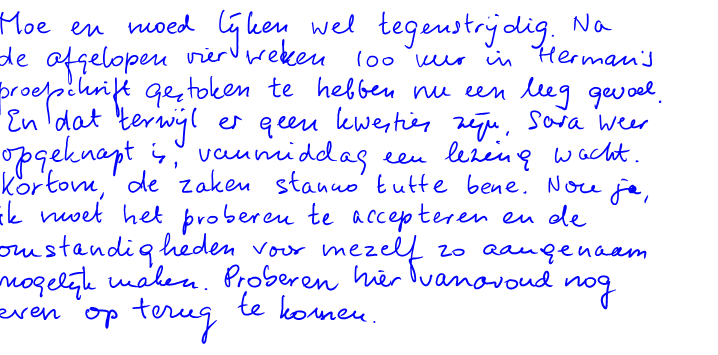 Moe en moed lijken wel tegenstrijdig. Na
de afgelopen vier weken 100 uur in Herman's
proefschrift gestoken te hebben nu een leeg gevoel.
En dat terwijl er geen kwesties zijn, Sara weer
opgeknapt is, vanmiddag een lezing wacht.
Kortom, de zaken stanno tutte bene. Nou ja,
ik moet het proberen te accepteren en de
omstandigheden voor mezelf zo aangenaam
mogelijk maken. Proberen hier vanavond nog
even op terug te komen.